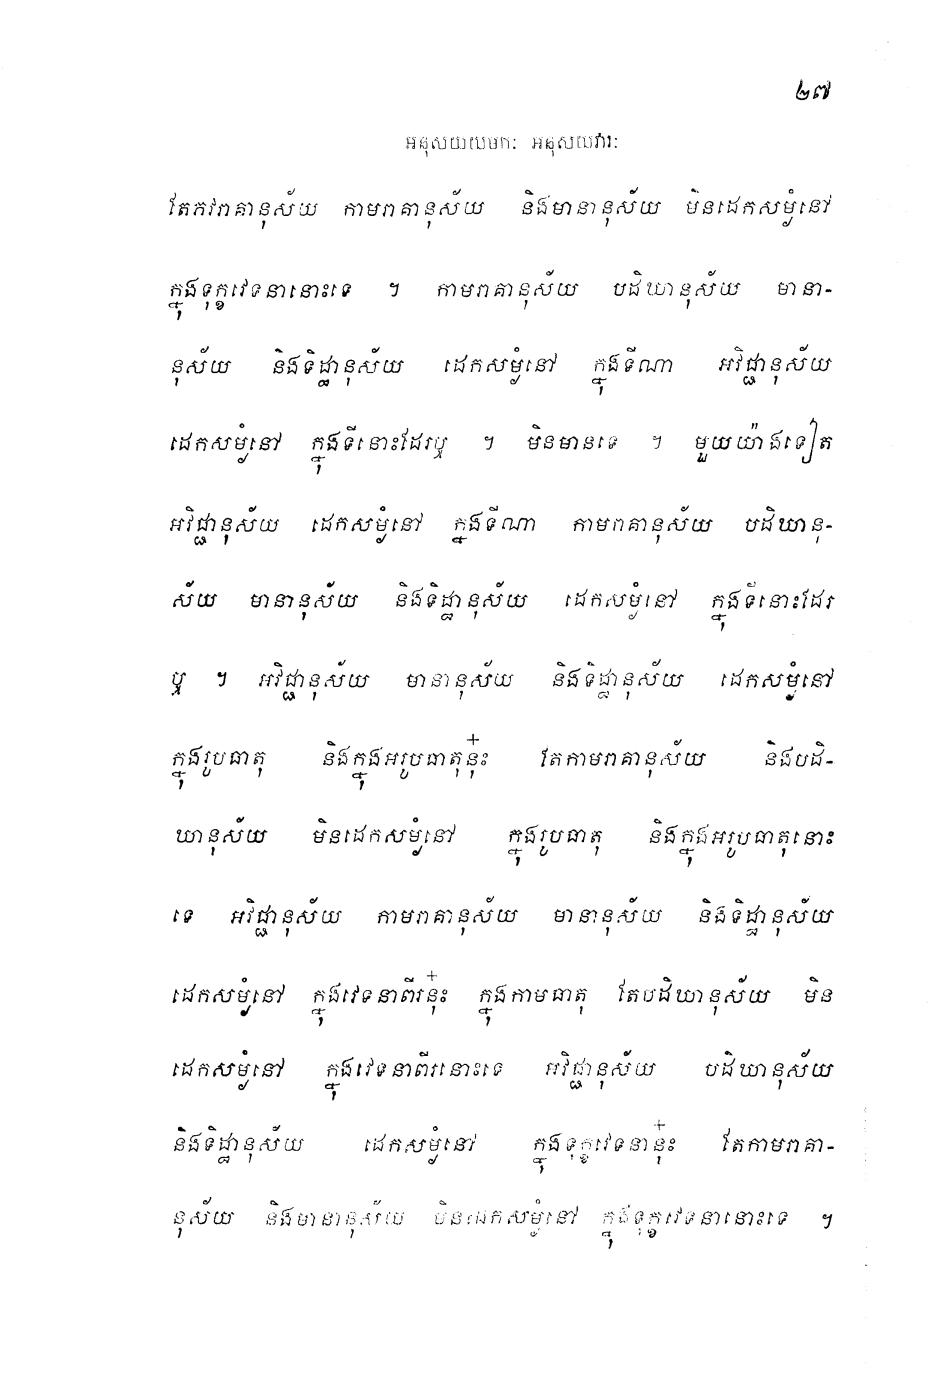 ២៧
អនុសយយមកៈ អនុសយវារៈ
តែភវរាគានុស័យ កាមរាគានុស័យ និងមានានុស័យ មិនដេកសម្ងំនៅ
ក្នុងទុក្ខវេទនានោះទេ ។ កាមរាគានុស័យ បដិឃានុស័យ មានា-
នុស័យ និងទិដ្ឋានុស័យ ដេកសម្ងំនៅ ក្នុងទីណា អវិជ្ជានុស័យ
ដេកសម្ងំនៅ ក្នុងទីនោះដែរឬ ។ មិនមានទេ ។ មួយយ៉ាងទៀត
អវិជ្ជានុស័យ ដេកសម្ងំនៅ ក្នុងទីណា កាមរាគានុស័យ បដិឃានុ-
ស័យ មានានុស័យ និងទិដ្ឋានុស័យ ដេកសម្ងំនៅ ក្នុងទីនោះដែរ
ឬ ។ អវិជ្ជានុស័យ មានានុស័យ និងទិដ្ឋានុស័យ ដេកសម្ងំនៅ
ក្នុងរូបធាតុ និងក្នុងអរូបធាតុនុ៎ះ តែកាមរាគានុស័យ និងបដិ-
ឃានុស័យ មិនដេកសម្ងំនៅ ក្នុងរូបធាតុ និងក្នុងអរូបធាតុនោះ
ទេ អវិជ្ជានុស័យ កាមរាគានុស័យ មានានុស័យ និងទិដ្ឋានុស័យ
ដេកសម្ងំនៅ ក្នុងវេទនាពីរនុ៎ះ ក្នុងកាមធាតុ តែបដិឃានុស័យ មិន
ដេកសម្ងំនៅ ក្នុងវេទនាពីរនោះទេ អវិជ្ជានុស័យ បដិឃានុស័យ
និងទិដ្ឋានុស័យ ដេកសម្ងំនៅ ក្នុងទុក្ខវេទនានុ៎ះ តែកាមរាគា-
នុស័យ និងមានានុស័យ មិនដេកសម្ងំនៅ ក្នុងទុក្ខវេទនានោះទេ ។